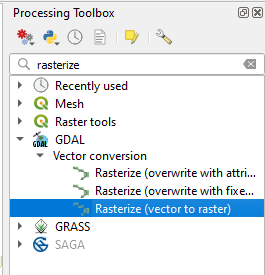 Processing Toolbox
rasterize
Recently used
Mesh
Raster tools
GDAL
GDAL
Vector conversion
Rasterize (overwrite with attri...
Rasterize (overwrite with fixe...
Rasterize (vector to raster)
GRASS
SAGA